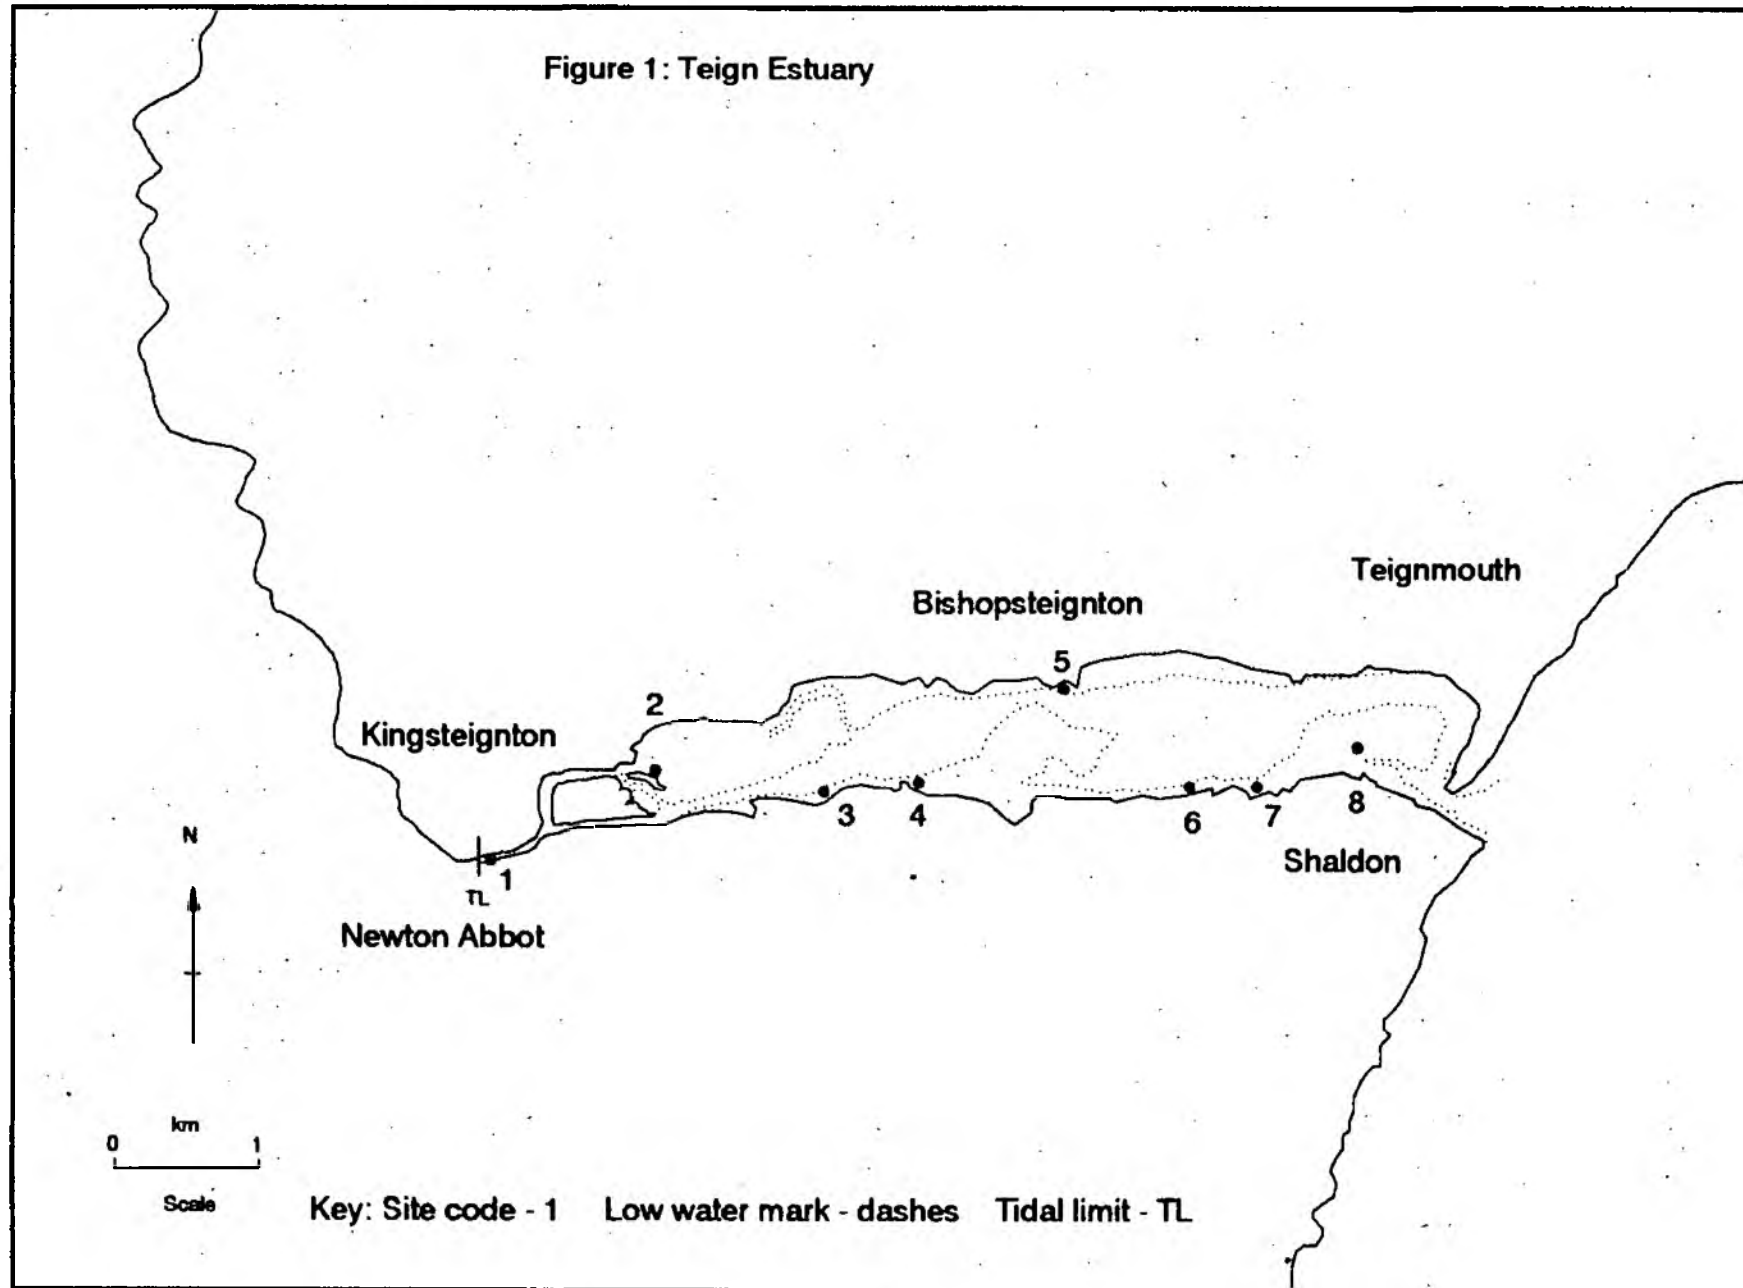 Figure 1: Teign Estuary
Teignmouth
Bishopsteignton
5
2
Kingsteignton
3
4
6
7
8
Shaldon
N
1
TL
Newton Abbot
km
0 1
Scale
Key: Site code - 1 Low water mark - dashes Tidal limit - TL